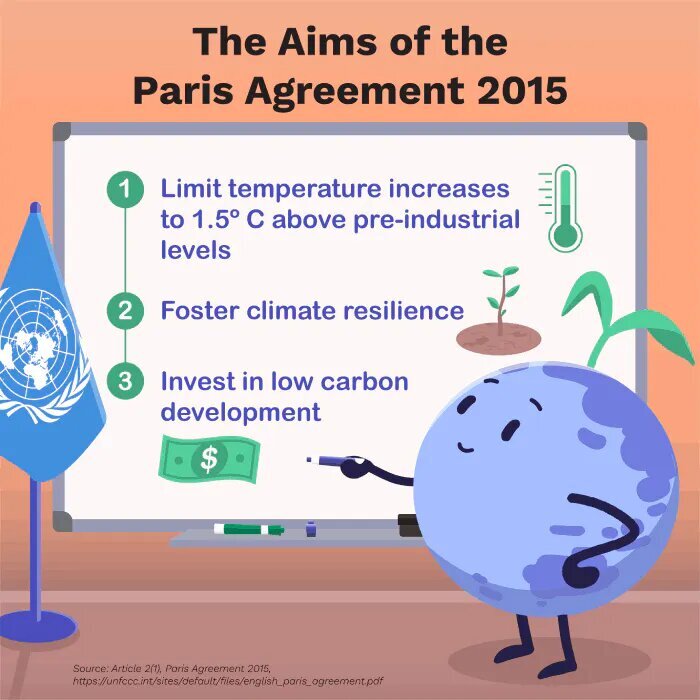 The Aims of the
Paris Agreement 2015
1 Limit temperature increases
to 1.5º C above pre-industrial
levels
2 Foster climate resilience
3 Invest in low carbon
development
$
Source: Article 2(1), Paris Agreement 2015,
https://unfccc.int/sites/default/files/english_paris_agreement.pdf